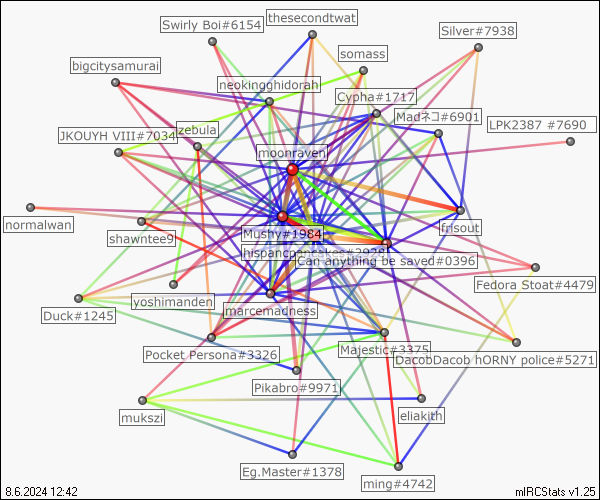 Swirly Boi#6154
thesecondtwat
Silver#7938
somass
bigcitysamurai
neokingghidorah
Cypha#1717
Madネコ#6901
LPK2387 #7690
JKOUYH VIII#7034
zebula
moonraven
normalwan
shawntee9
Mushy#1984
frlsout
hispancpancakes#2926
Can anything be saved#0396
Fedora Stoat#4479
yoshimanden
marcemadness
Duck#1245
Pocket Persona#3326
Majestic#3375
DacobDacob hORNY police#5271
Pikabro#9971
mukszi
eliakith
Eg.Master#1378
ming#4742
8.6.2024 12:42
mIRCStats v1.25